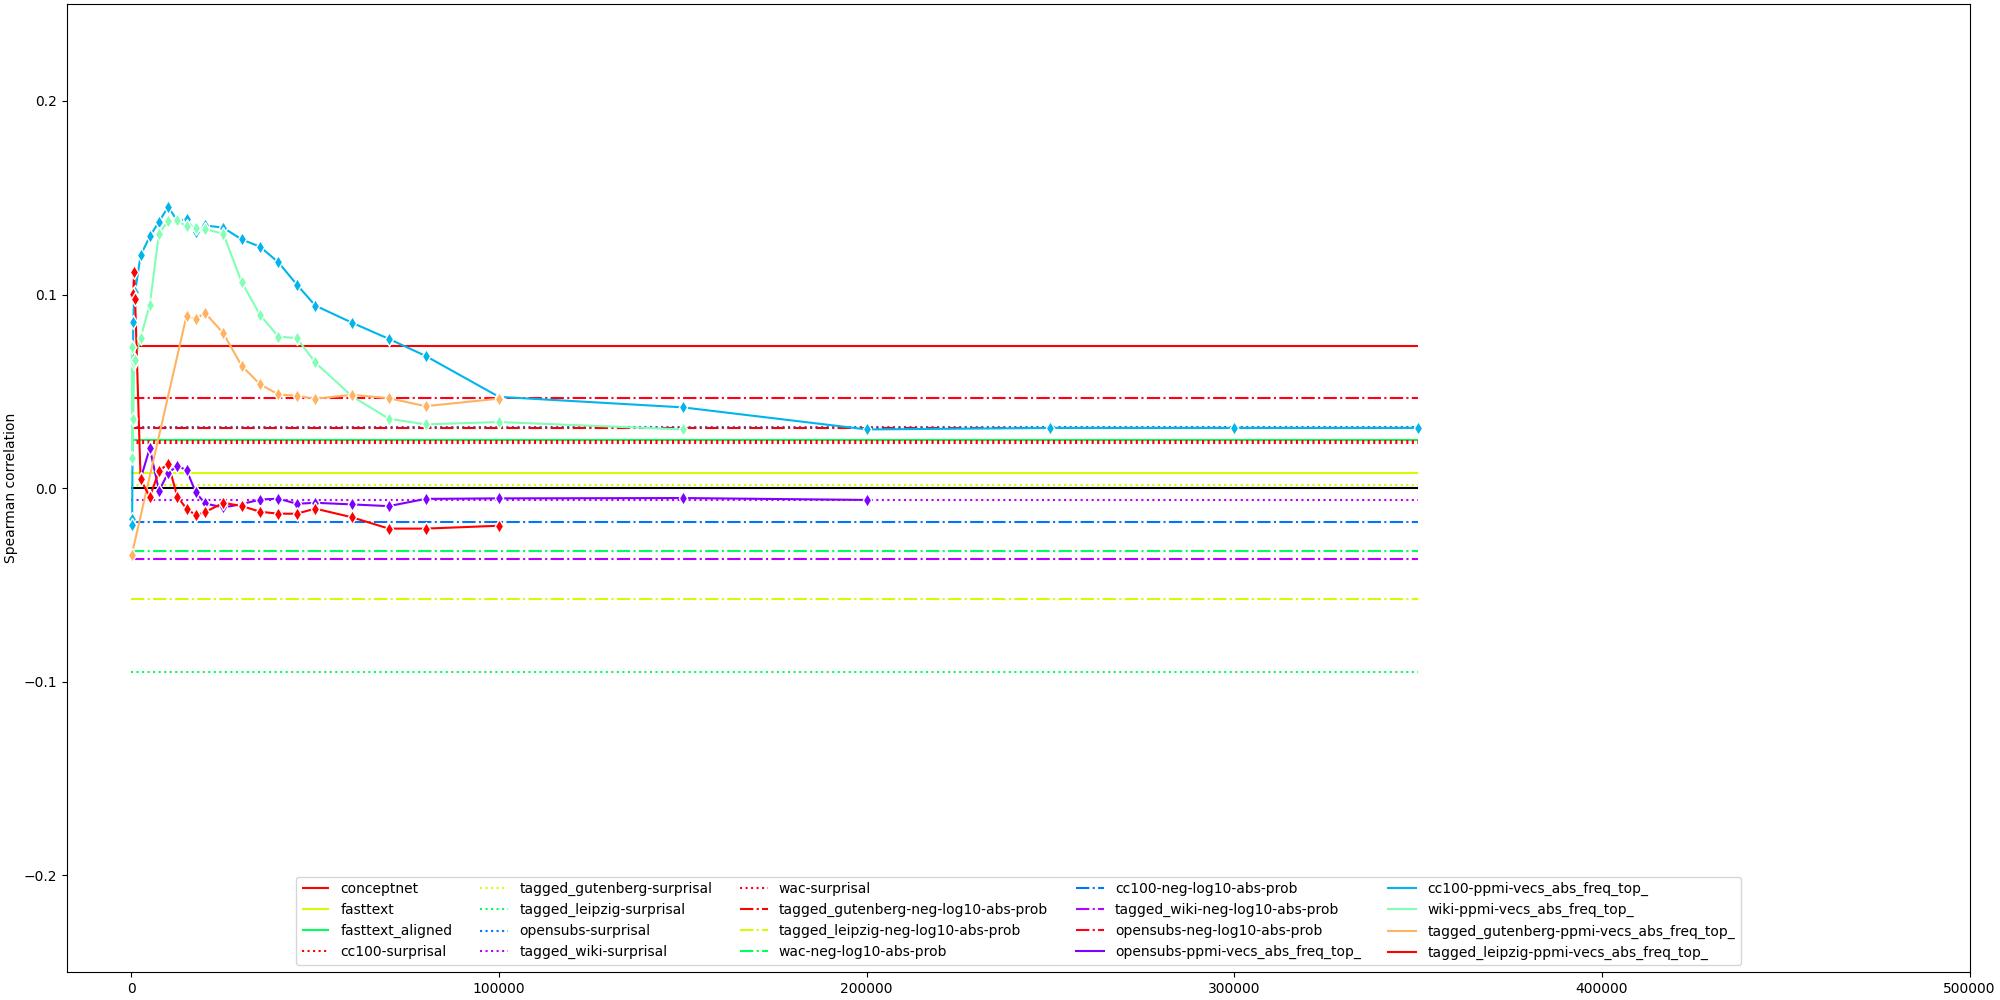 0.2
0.1
0.0
−0.1
−0.2
Spearman correlation
conceptnet
fasttext
fasttext_aligned
cc100-surprisal
tagged_gutenberg-surprisal
tagged_leipzig-surprisal
opensubs-surprisal
tagged_wiki-surprisal
wac-surprisal
tagged_gutenberg-neg-log10-abs-prob
tagged_leipzig-neg-log10-abs-prob
wac-neg-log10-abs-prob
cc100-neg-log10-abs-prob
tagged_wiki-neg-log10-abs-prob
opensubs-neg-log10-abs-prob
opensubs-ppmi-vecs_abs_freq_top_
cc100-ppmi-vecs_abs_freq_top_
wiki-ppmi-vecs_abs_freq_top_
tagged_gutenberg-ppmi-vecs_abs_freq_top_
tagged_leipzig-ppmi-vecs_abs_freq_top_
0 100000 200000 300000 400000 500000